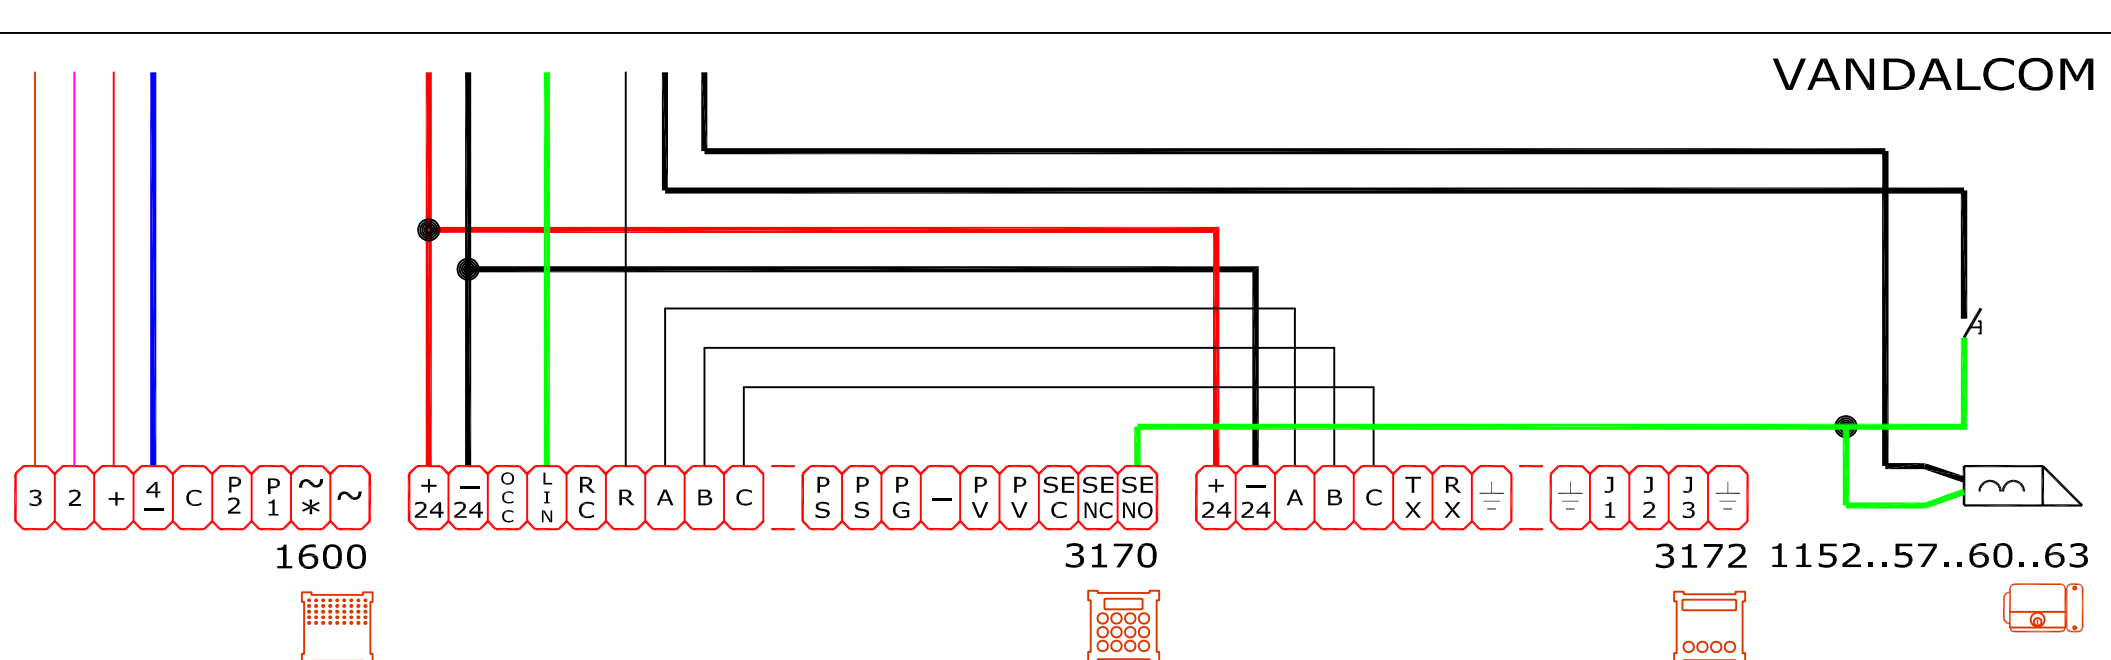 VANDALCOM
3 2 + 4 — C P2 P1 ~* ~
+24 —24 OCC LIN RC R A B C
PS PS PG — PV PV SEC SENC SENO
+24 —24 A B C TX RX
J1 J2 J3
1600
3170
3172
1152..57..60..63